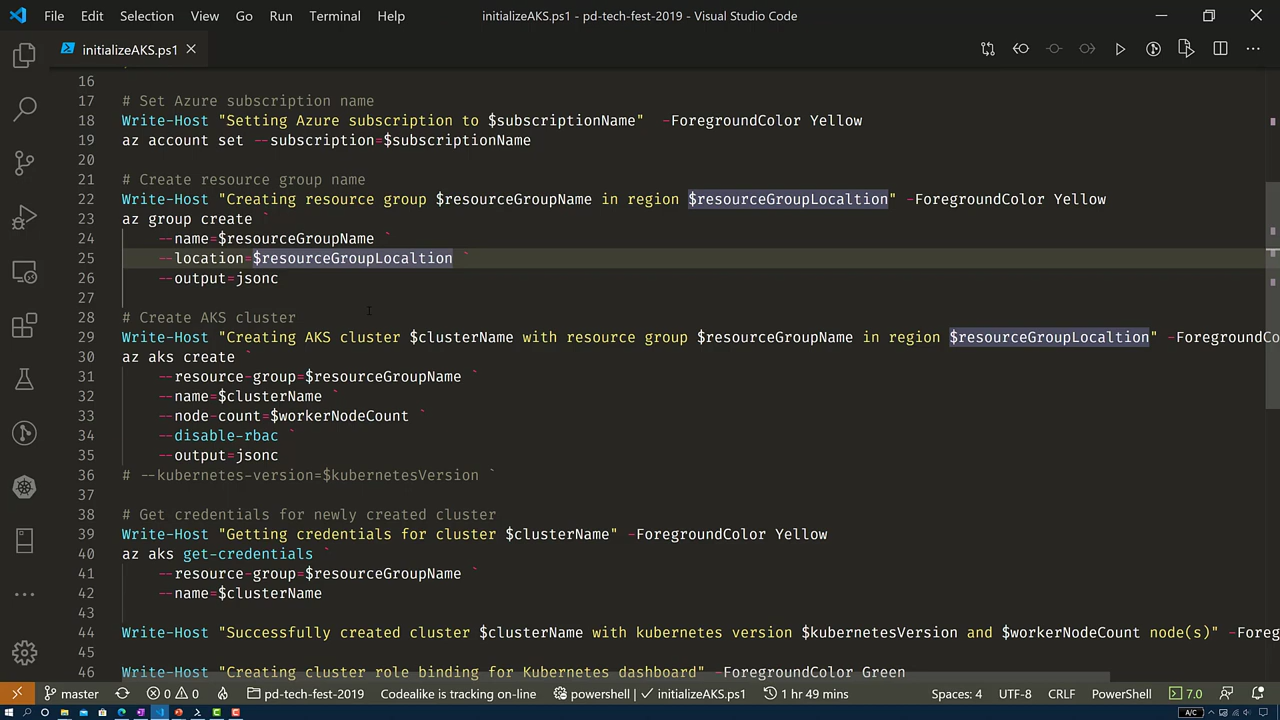 File Edit Selection View Go Run Terminal Help initializeAKS.ps1 - pd-tech-fest-2019 - Visual Studio Code
initializeAKS.ps1
16
17 # Set Azure subscription name
18 Write-Host "Setting Azure subscription to $subscriptionName"  -ForegroundColor Yellow
19 az account set --subscription=$subscriptionName
20
21 # Create resource group name
22 Write-Host "Creating resource group $resourceGroupName in region $resourceGroupLocaltion" -ForegroundColor Yellow
23 az group create `
24 --name=$resourceGroupName `
25 --location=$resourceGroupLocaltion `
26 --output=jsonc
27
28 # Create AKS cluster
29 Write-Host "Creating AKS cluster $clusterName with resource group $resourceGroupName in region $resourceGroupLocaltion" -ForegroundCo
30 az aks create `
31 --resource-group=$resourceGroupName `
32 --name=$clusterName `
33 --node-count=$workerNodeCount `
34 --disable-rbac `
35 --output=jsonc
36 # --kubernetes-version=$kubernetesVersion `
37
38 # Get credentials for newly created cluster
39 Write-Host "Getting credentials for cluster $clusterName" -ForegroundColor Yellow
40 az aks get-credentials `
41 --resource-group=$resourceGroupName `
42 --name=$clusterName
43
44 Write-Host "Successfully created cluster $clusterName with kubernetes version $kubernetesVersion and $workerNodeCount node(s)" -Foreg
45
46 Write-Host "Creating cluster role binding for Kubernetes dashboard" -ForegroundColor Green
master 0 0 pd-tech-fest-2019 Codealike is tracking on-line powershell | ✓ initializeAKS.ps1 1 hr 49 mins Spaces: 4 UTF-8 CRLF PowerShell 7.0
A/C